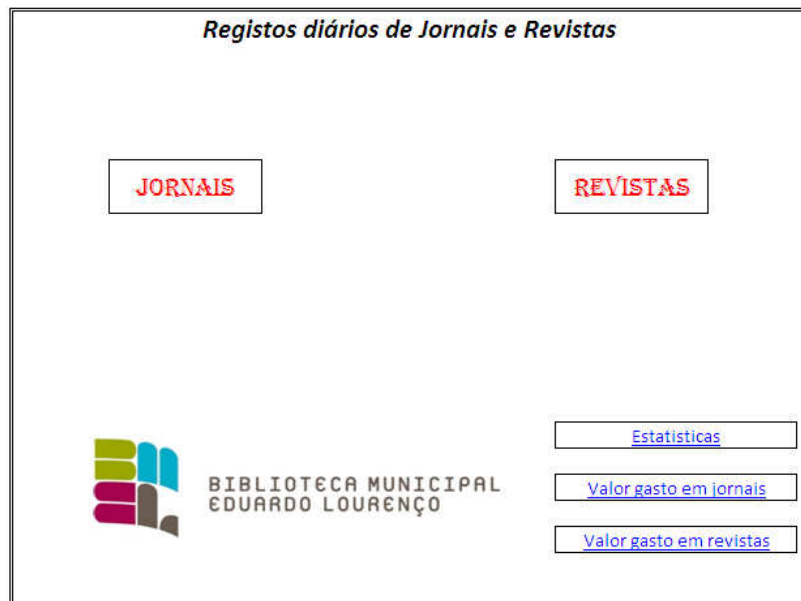 Registos diários de Jornais e Revistas
JORNAIS
REVISTAS
Estatisticas
BIBLIOTECA MUNICIPAL
EDUARDO LOURENÇO
Valor gasto em jornais
Valor gasto em revistas